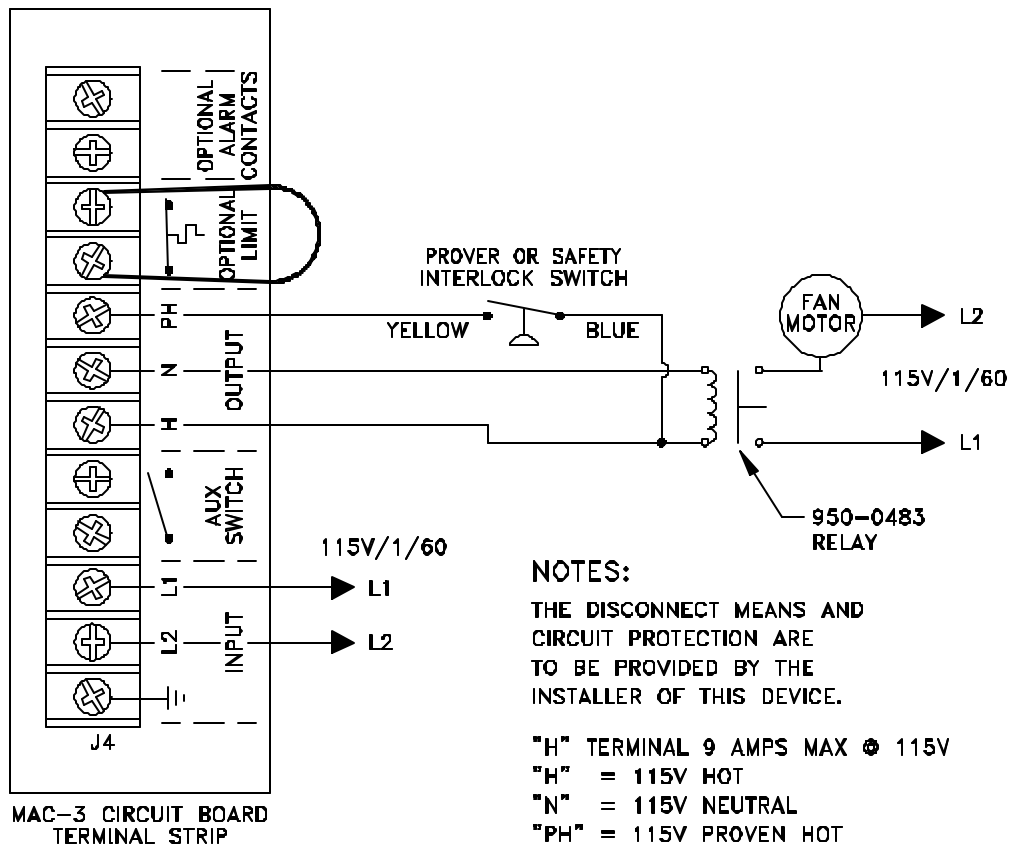 OPTIONAL
ALARM
CONTACTS
OPTIONAL
LIMIT
PH
N
H
OUTPUT
AUX
SWITCH
L1
L2
INPUT
J4
MAC-3 CIRCUIT BOARD
TERMINAL STRIP
PROVER OR SAFETY
INTERLOCK SWITCH
YELLOW
BLUE
FAN
MOTOR
L2
115V/1/60
L1
950-0483
RELAY
115V/1/60
L1
L2
NOTES:
THE DISCONNECT MEANS AND
CIRCUIT PROTECTION ARE
TO BE PROVIDED BY THE
INSTALLER OF THIS DEVICE.
"H" TERMINAL 9 AMPS MAX @ 115V
"H" = 115V HOT
"N" = 115V NEUTRAL
"PH" = 115V PROVEN HOT